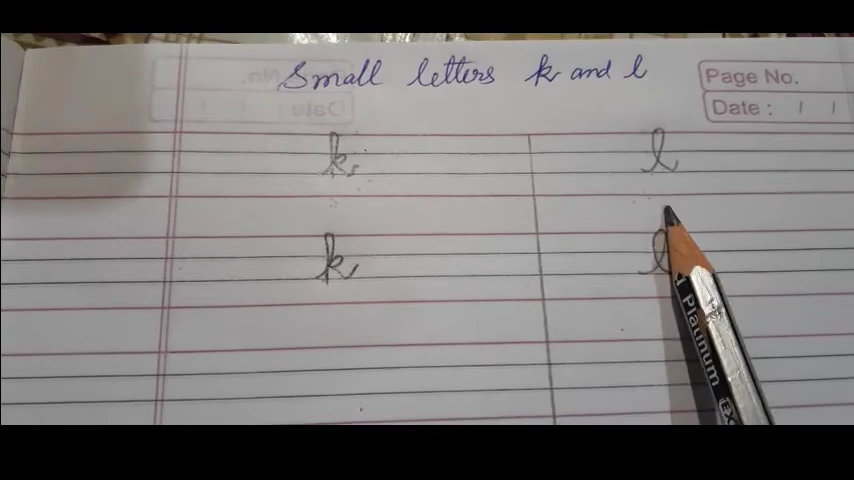 Small letters k and l
Page No.
Date :
k l
k l
Platinum